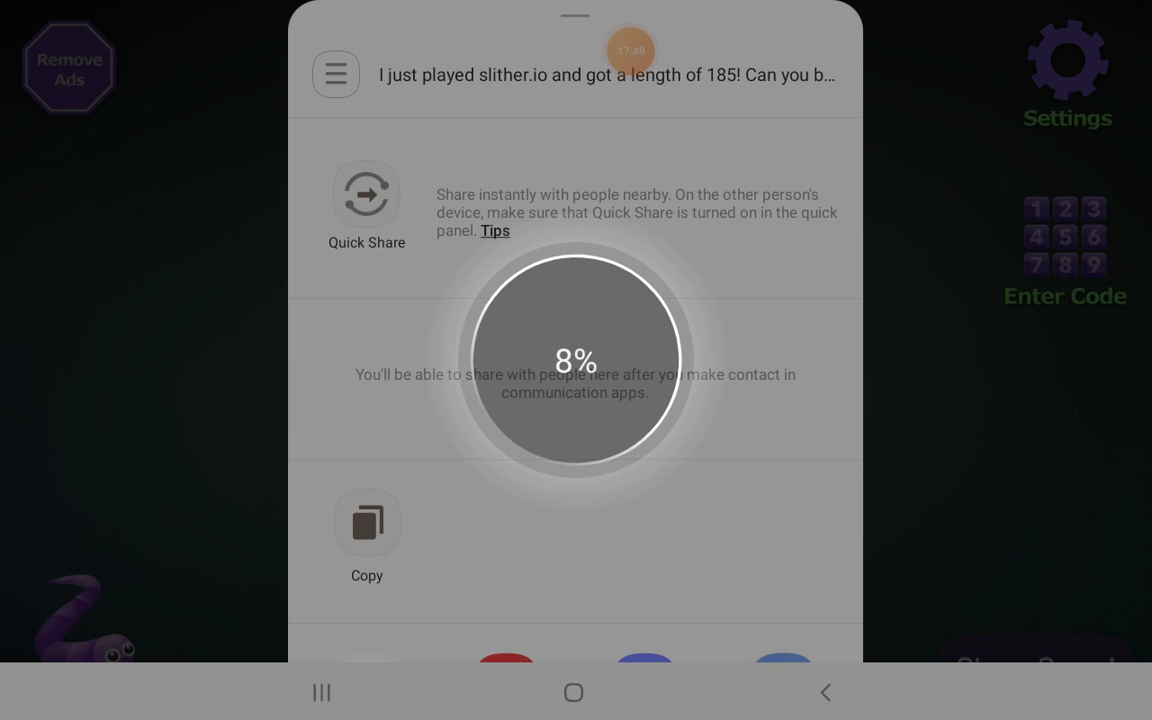 Remove
Ads
17:49
I just played slither.io and got a length of 185! Can you b...
Settings
Quick Share
Share instantly with people nearby. On the other person's
device, make sure that Quick Share is turned on in the quick
panel. Tips
1 2 3
4 5 6
7 8 9
Enter Code
8%
You'll be able to share with people here after you make contact in
communication apps.
Copy